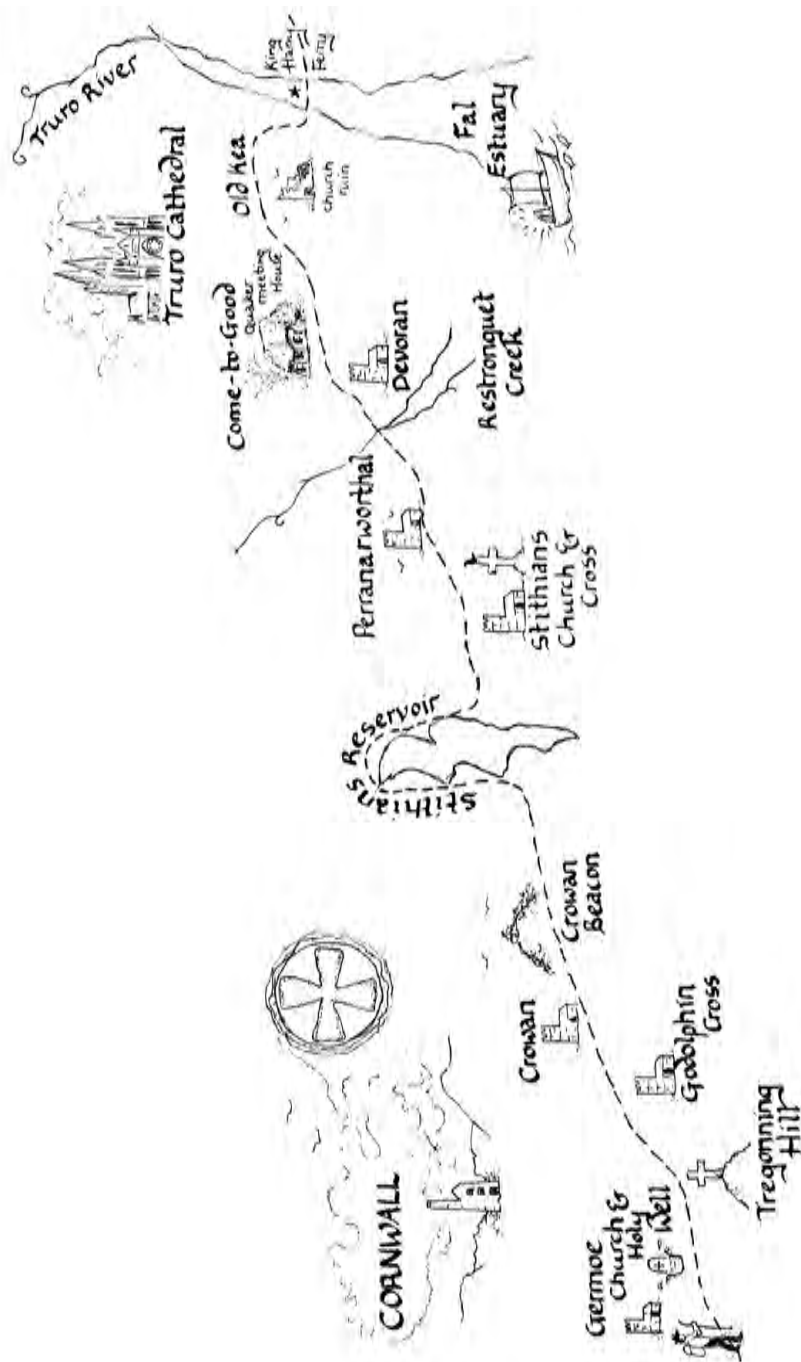 Truro River
King
Harry
Ferry
Truro Cathedral
Old Kea
church
ruin
Fal
Estuary
Come-to-Good
Quaker
meeting
House
Devoran
Restronguet
Creek
Perranarworthal
Stithians
Church &
Cross
Stithians Reservoir
CORNWALL
Crowan
Beacon
Crowan
Godolphin
Cross
Germoe
Church &
Holy
Well
Tregonning
Hill